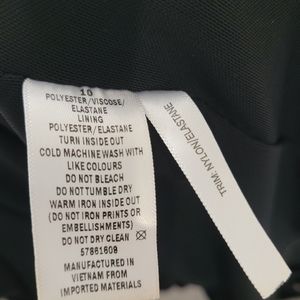 10
POLYESTER/VISCOSE/
ELASTANE
LINING
POLYESTER/ELASTANE
TURN INSIDE OUT
COLD MACHINE WASH WITH
LIKE COLOURS
DO NOT BLEACH
DO NOT TUMBLE DRY
WARM IRON INSIDE OUT
(DO NOT IRON PRINTS OR
EMBELLISHMENTS)
DO NOT DRY CLEAN
57861609
MANUFACTURED IN
VIETNAM FROM
IMPORTED MATERIALS
TRIM: NYLON/ELASTANE